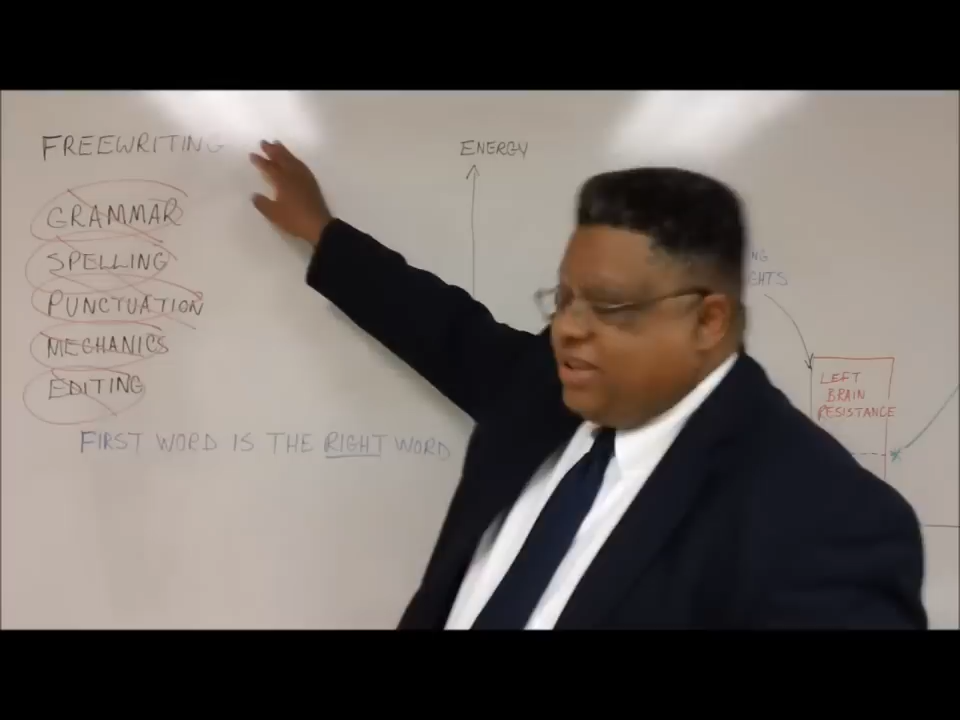 FREEWRITING
GRAMMAR
SPELLING
PUNCTUATION
MECHANICS
EDITING
FIRST WORD IS THE RIGHT WORD
ENERGY
LEFT
BRAIN
RESISTANCE